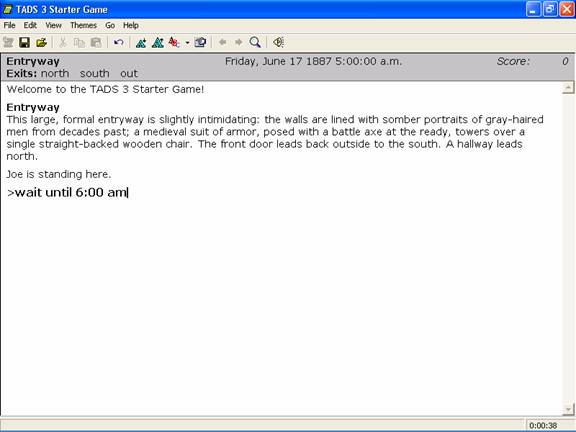 TADS 3 Starter Game
File Edit View Themes Go Help
Entryway Friday, June 17 1887 5:00:00 a.m. Score: 0
Exits: north south out
Welcome to the TADS 3 Starter Game!
Entryway
This large, formal entryway is slightly intimidating: the walls are lined with somber portraits of gray-haired
men from decades past; a medieval suit of armor, posed with a battle axe at the ready, towers over a
single straight-backed wooden chair. The front door leads back outside to the south. A hallway leads
north.
Joe is standing here.
>wait until 6:00 am
0:00:38